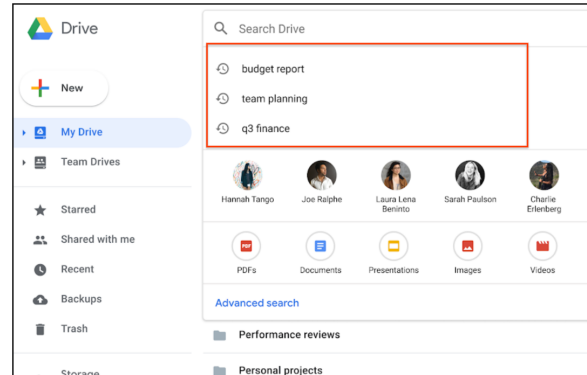 Drive
Search Drive
New
My Drive
Team Drives
Starred
Shared with me
Recent
Backups
Trash
Storage
budget report
team planning
q3 finance
Hannah Tango
Joe Ralphe
Laura Lena
Beninto
Sarah Paulson
Charlie
Erlenberg
PDF
PDFs
Documents
Presentations
Images
Videos
Advanced search
Performance reviews
Personal projects